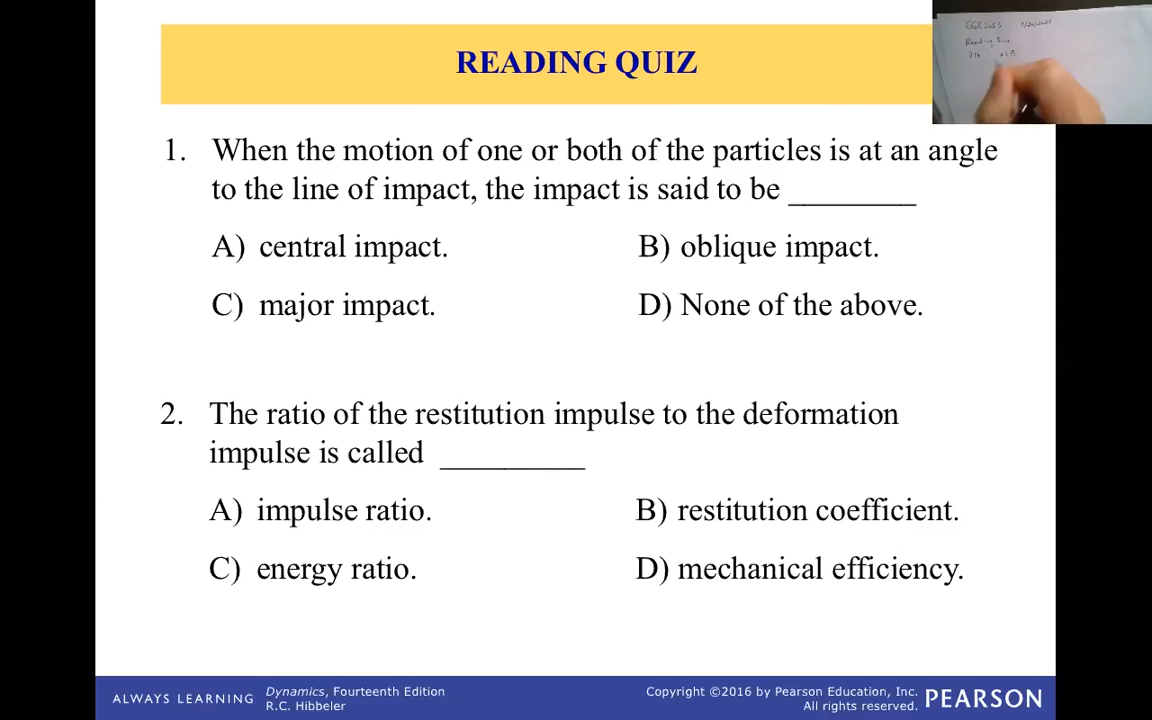 READING QUIZ
1. When the motion of one or both of the particles is at an angle
to the line of impact, the impact is said to be ________
A) central impact.
B) oblique impact.
C) major impact.
D) None of the above.
2. The ratio of the restitution impulse to the deformation
impulse is called _________
A) impulse ratio.
B) restitution coefficient.
C) energy ratio.
D) mechanical efficiency.
ALWAYS LEARNING
Dynamics, Fourteenth Edition
R.C. Hibbeler
Copyright ©2016 by Pearson Education, Inc.
All rights reserved.
PEARSON